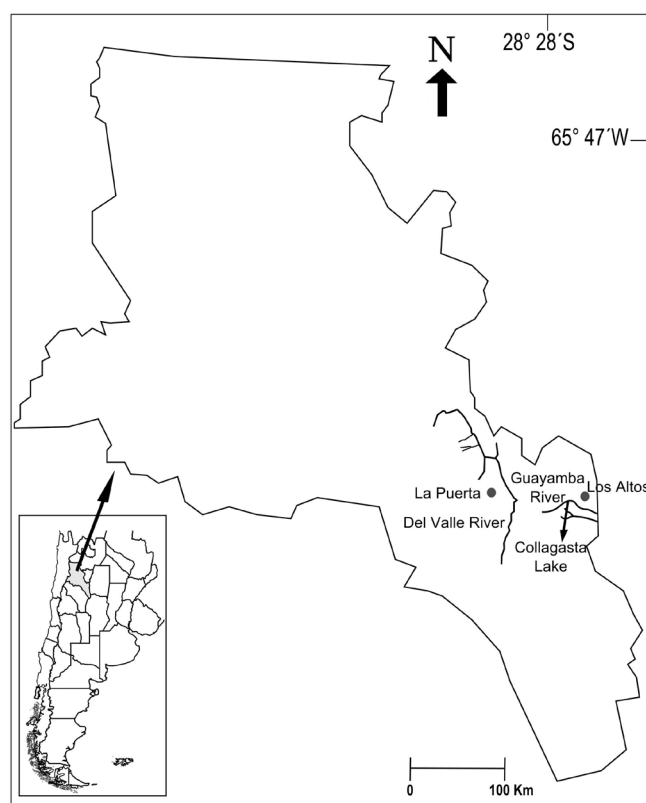 28° 28´S
N
65° 47´W
Guayamba
River
Los Altos
La Puerta
Del Valle River
Collagasta
Lake
0
100 Km